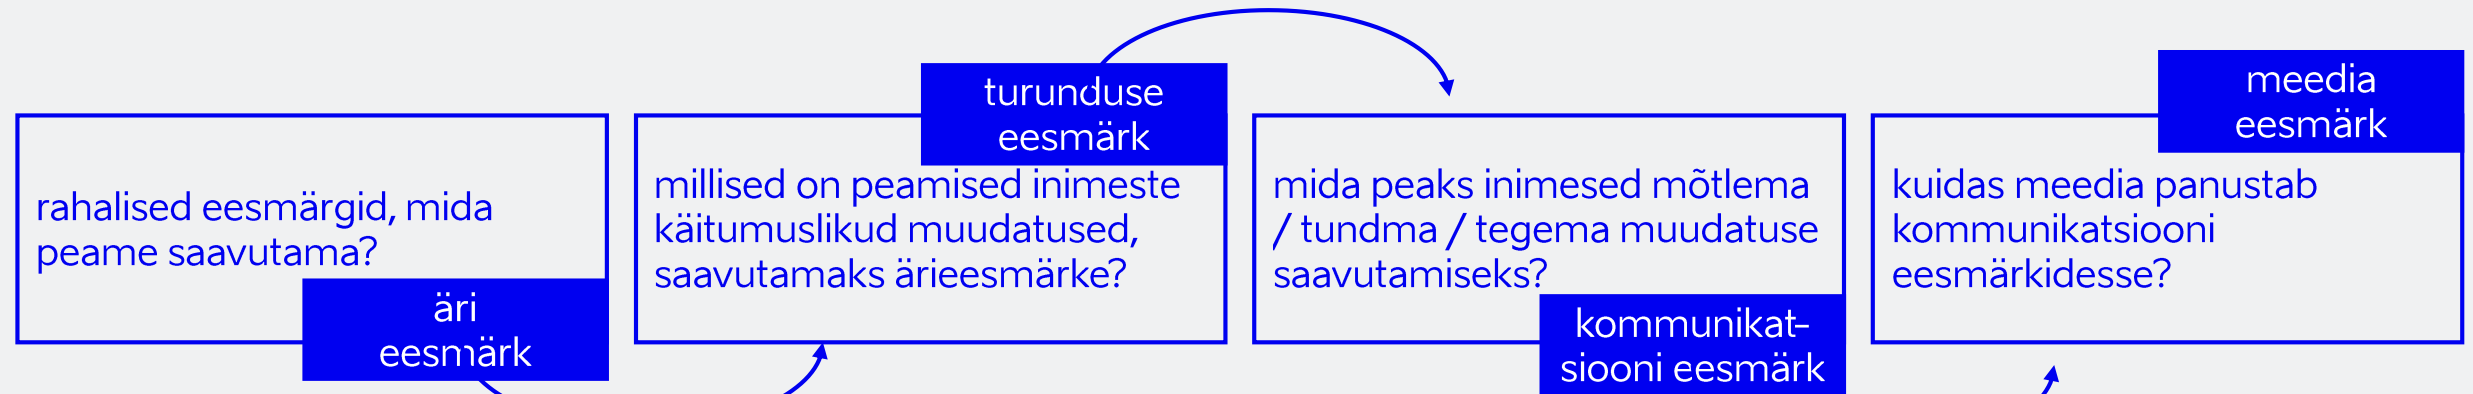 rahalised eesmärgid, mida
peame saavutama?
äri
eesmärk
turunduse
eesmärk
millised on peamised inimeste
käitumuslikud muudatused,
saavutamaks ärieesmärke?
mida peaks inimesed mõtlema
/ tundma / tegema muudatuse
saavutamiseks?
kommunikat-
siooni eesmärk
meedia
eesmärk
kuidas meedia panustab
kommunikatsiooni
eesmärkidesse?